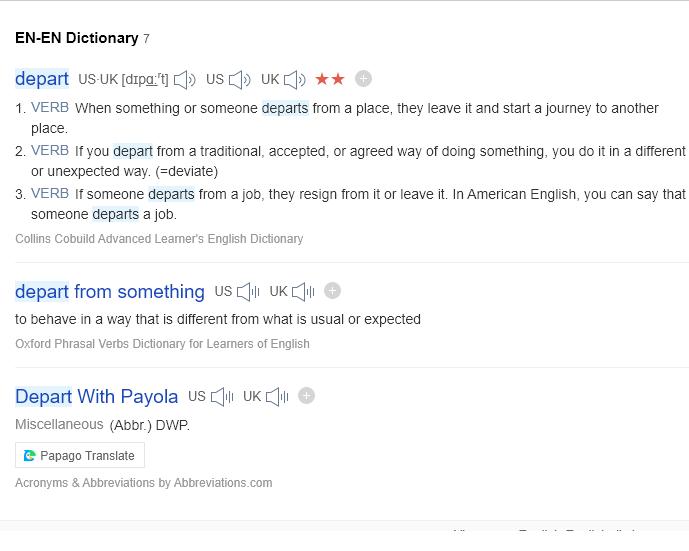 EN-EN Dictionary 7
depart US·UK [dɪpɑːʳt] US UK ★★
1. VERB When something or someone departs from a place, they leave it and start a journey to another
place.
2. VERB If you depart from a traditional, accepted, or agreed way of doing something, you do it in a different
or unexpected way. (=deviate)
3. VERB If someone departs from a job, they resign from it or leave it. In American English, you can say that
someone departs a job.
Collins Cobuild Advanced Learner's English Dictionary
depart from something US UK
to behave in a way that is different from what is usual or expected
Oxford Phrasal Verbs Dictionary for Learners of English
Depart With Payola US UK
Miscellaneous (Abbr.) DWP.
Papago Translate
Acronyms & Abbreviations by Abbreviations.com